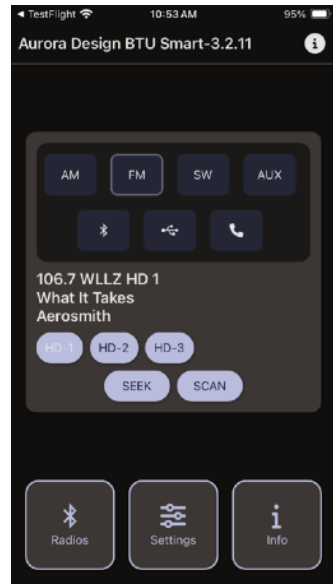 ◄ TestFlight 10:53 AM 95%
Aurora Design BTU Smart-3.2.11 i
AM FM SW AUX
106.7 WLLZ HD 1
What It Takes
Aerosmith
HD-1 HD-2 HD-3
SEEK SCAN
Radios Settings Info